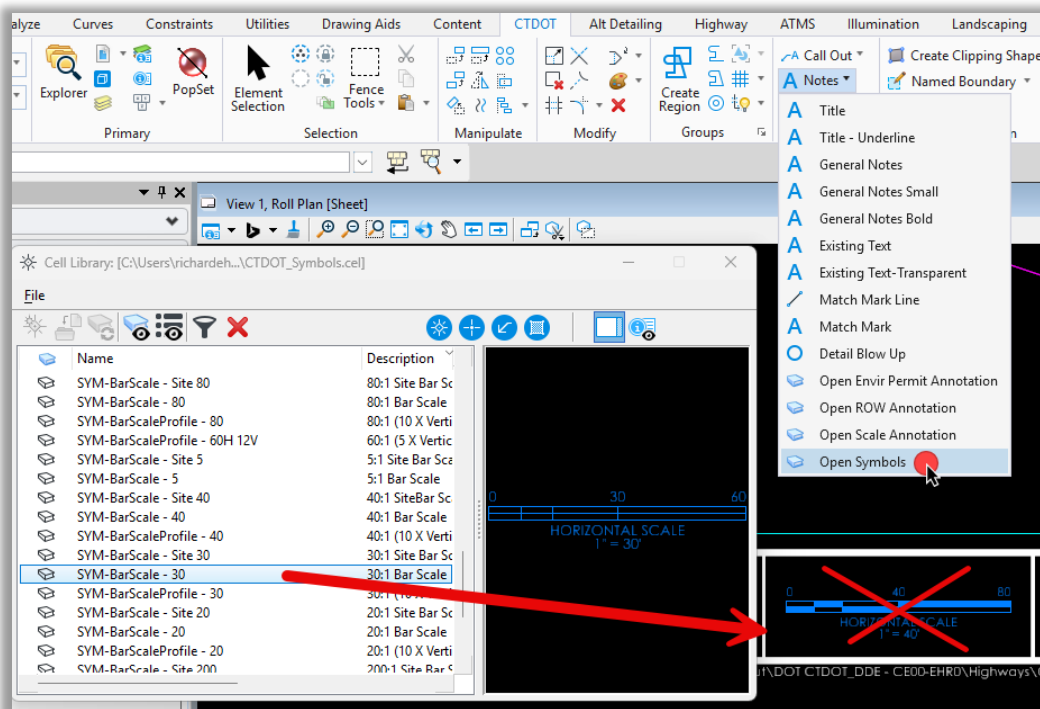 alyze Curves Constraints Utilities Drawing Aids Content CTDOT Alt Detailing Highway ATMS Illumination Landscaping
Explorer
PopSet
Primary
Element Selection
Fence Tools
Selection
Manipulate
Modify
Create Region
Groups
Call Out
Notes
Create Clipping Shape
Named Boundary
Title
Title - Underline
General Notes
General Notes Small
General Notes Bold
Existing Text
Existing Text-Transparent
Match Mark Line
Match Mark
Detail Blow Up
Open Envir Permit Annotation
Open ROW Annotation
Open Scale Annotation
Open Symbols
View 1, Roll Plan [Sheet]
Cell Library: [C:\Users\richardeh...\CTDOT_Symbols.cel]
File
Name Description
SYM-BarScale - Site 80 80:1 Site Bar Sc
SYM-BarScale - 80 80:1 Bar Scale
SYM-BarScaleProfile - 80 80:1 (10 X Verti
SYM-BarScaleProfile - 60H 12V 60:1 (5 X Vertic
SYM-BarScale - Site 5 5:1 Site Bar Sca
SYM-BarScale - 5 5:1 Bar Scale
SYM-BarScale - Site 40 40:1 SiteBar Sc
SYM-BarScale - 40 40:1 Bar Scale
SYM-BarScaleProfile - 40 40:1 (10 X Verti
SYM-BarScale - Site 30 30:1 Site Bar Sc
SYM-BarScale - 30 30:1 Bar Scale
SYM-BarScaleProfile - 30 30:1 (10 X Verti
SYM-BarScale - Site 20 20:1 Site Bar Sc
SYM-BarScale - 20 20:1 Bar Scale
SYM-BarScaleProfile - 20 20:1 (10 X Verti
SYM-BarScale - Site 200 200:1 Site Bar S
0 30 60
HORIZONTAL SCALE
1" = 30'
0 40 80
HORIZONTAL SCALE
1" = 40'
\DOT CTDOT_DDE - CE00-EHR0\Highways\